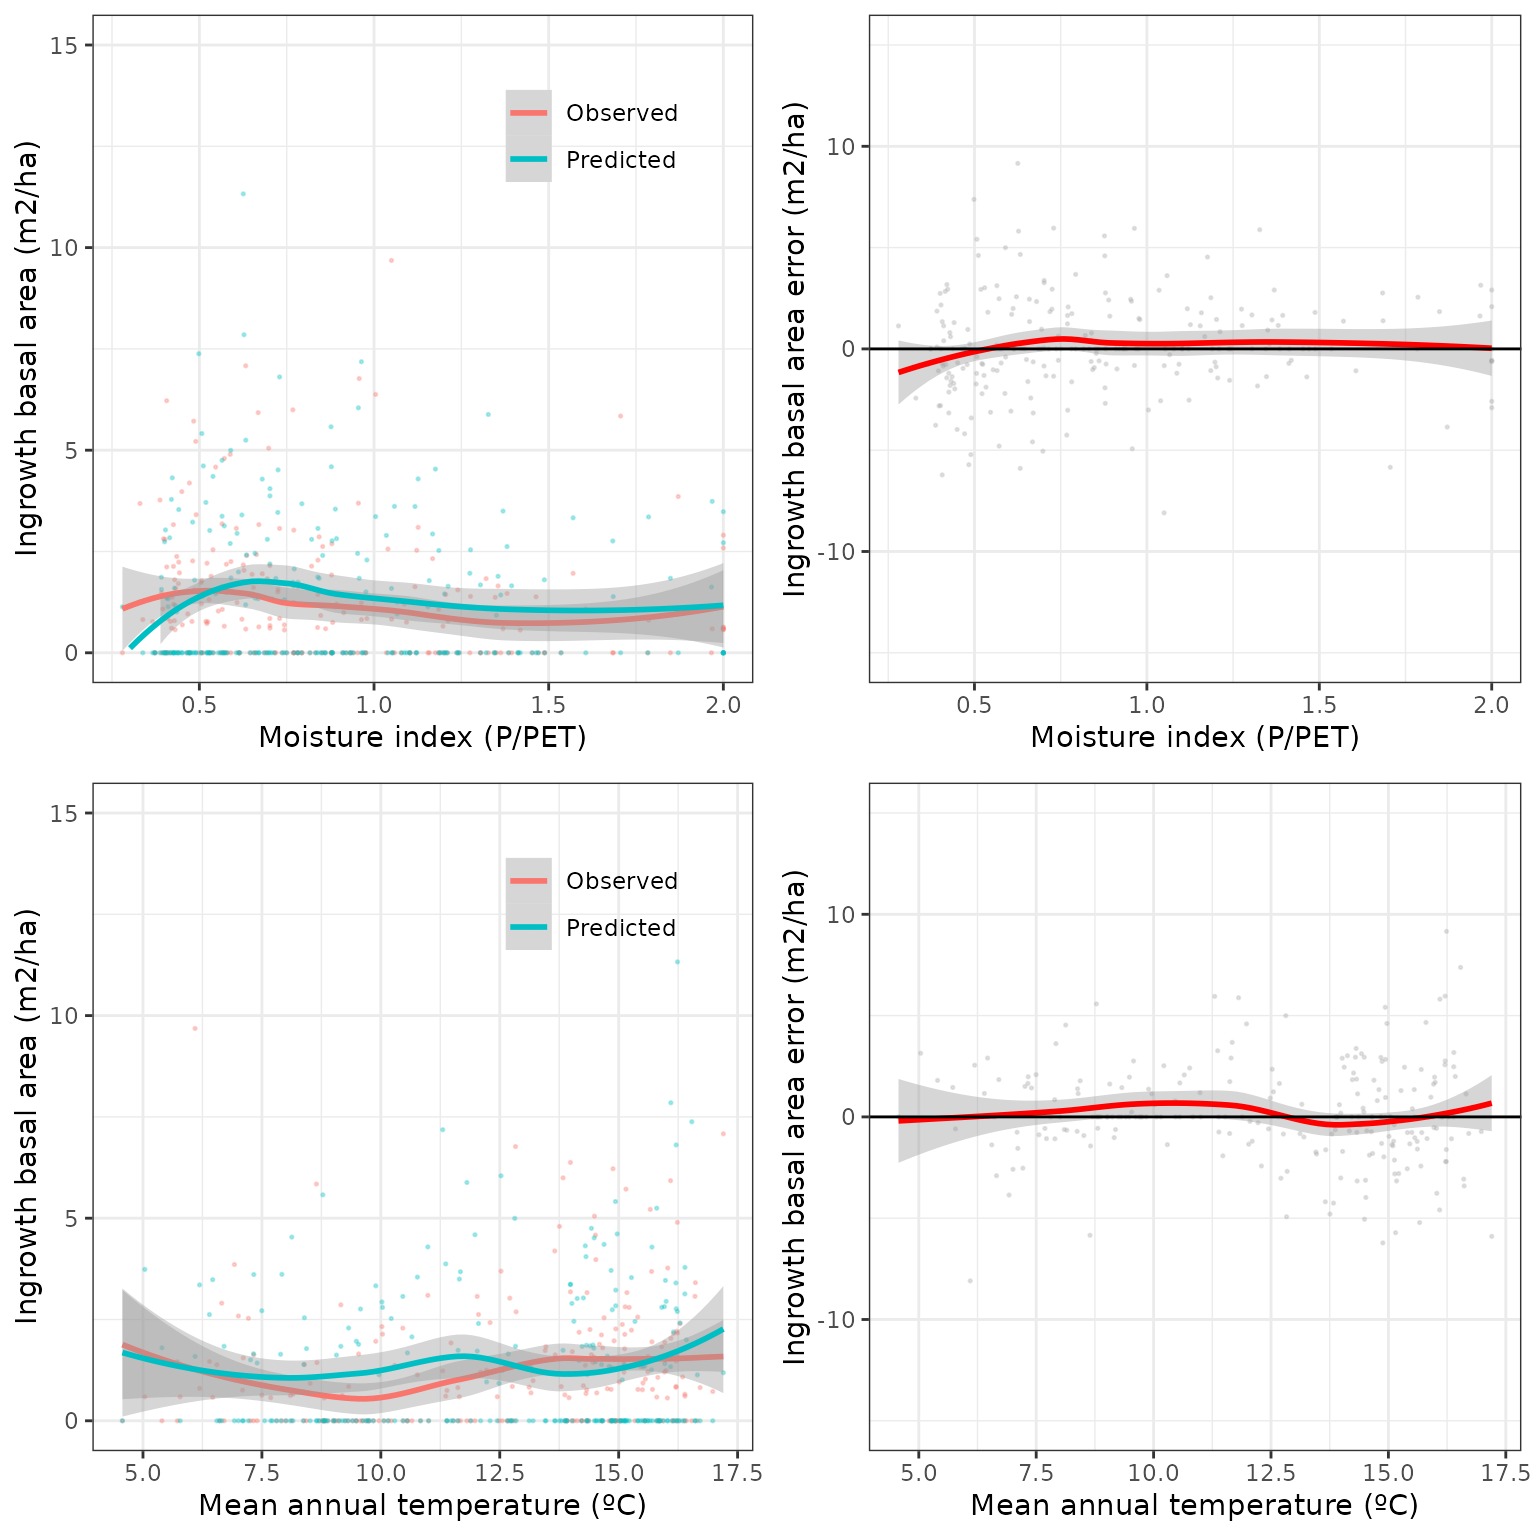 Ingrowth basal area (m2/ha)
15
10
5
0
Observed
Predicted
0.5 1.0 1.5 2.0
Moisture index (P/PET)
Ingrowth basal area error (m2/ha)
10
0
-10
0.5 1.0 1.5 2.0
Moisture index (P/PET)
Ingrowth basal area (m2/ha)
15
10
5
0
Observed
Predicted
5.0 7.5 10.0 12.5 15.0 17.5
Mean annual temperature (ºC)
Ingrowth basal area error (m2/ha)
10
0
-10
5.0 7.5 10.0 12.5 15.0 17.5
Mean annual temperature (ºC)